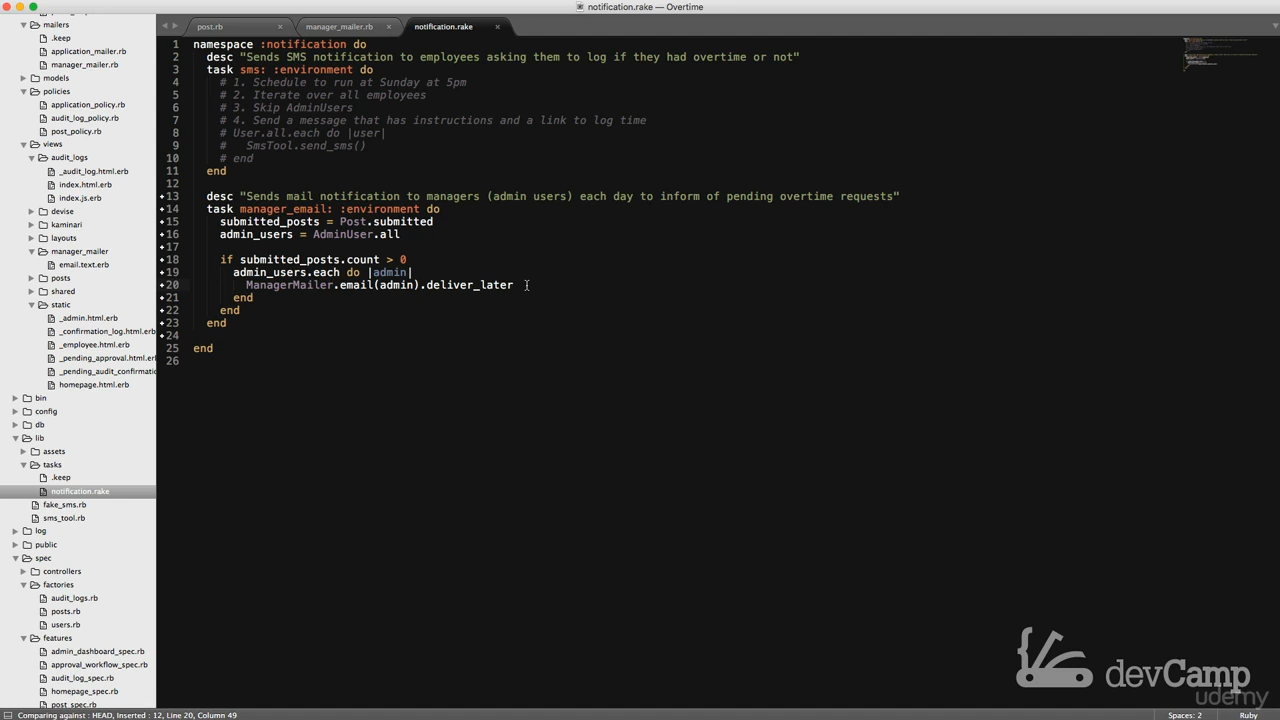 notification.rake — Overtime
mailers
.keep
application_mailer.rb
manager_mailer.rb
models
policies
application_policy.rb
audit_log_policy.rb
post_policy.rb
views
audit_logs
_audit_log.html.erb
index.html.erb
index.js.erb
devise
kaminari
layouts
manager_mailer
email.text.erb
posts
shared
static
_admin.html.erb
_confirmation_log.html.erb
_employee.html.erb
_pending_approval.html.erb
_pending_audit_confirmatio
homepage.html.erb
bin
config
db
lib
assets
tasks
.keep
notification.rake
fake_sms.rb
sms_tool.rb
log
public
spec
controllers
factories
audit_logs.rb
posts.rb
users.rb
features
admin_dashboard_spec.rb
approval_workflow_spec.rb
audit_log_spec.rb
homepage_spec.rb
post_spec.rb
post.rb × manager_mailer.rb × notification.rake ×
1 namespace :notification do
2 desc "Sends SMS notification to employees asking them to log if they had overtime or not"
3 task sms: :environment do
4 # 1. Schedule to run at Sunday at 5pm
5 # 2. Iterate over all employees
6 # 3. Skip AdminUsers
7 # 4. Send a message that has instructions and a link to log time
8 # User.all.each do |user|
9 #   SmsTool.send_sms()
10 # end
11 end
12
13 desc "Sends mail notification to managers (admin users) each day to inform of pending overtime requests"
14 task manager_email: :environment do
15 submitted_posts = Post.submitted
16 admin_users = AdminUser.all
17
18 if submitted_posts.count > 0
19 admin_users.each do |admin|
20 ManagerMailer.email(admin).deliver_later
21 end
22 end
23 end
24
25 end
26
devCamp
udemy
Comparing against: HEAD, Inserted : 12, Line 20, Column 49
Spaces: 2
Ruby